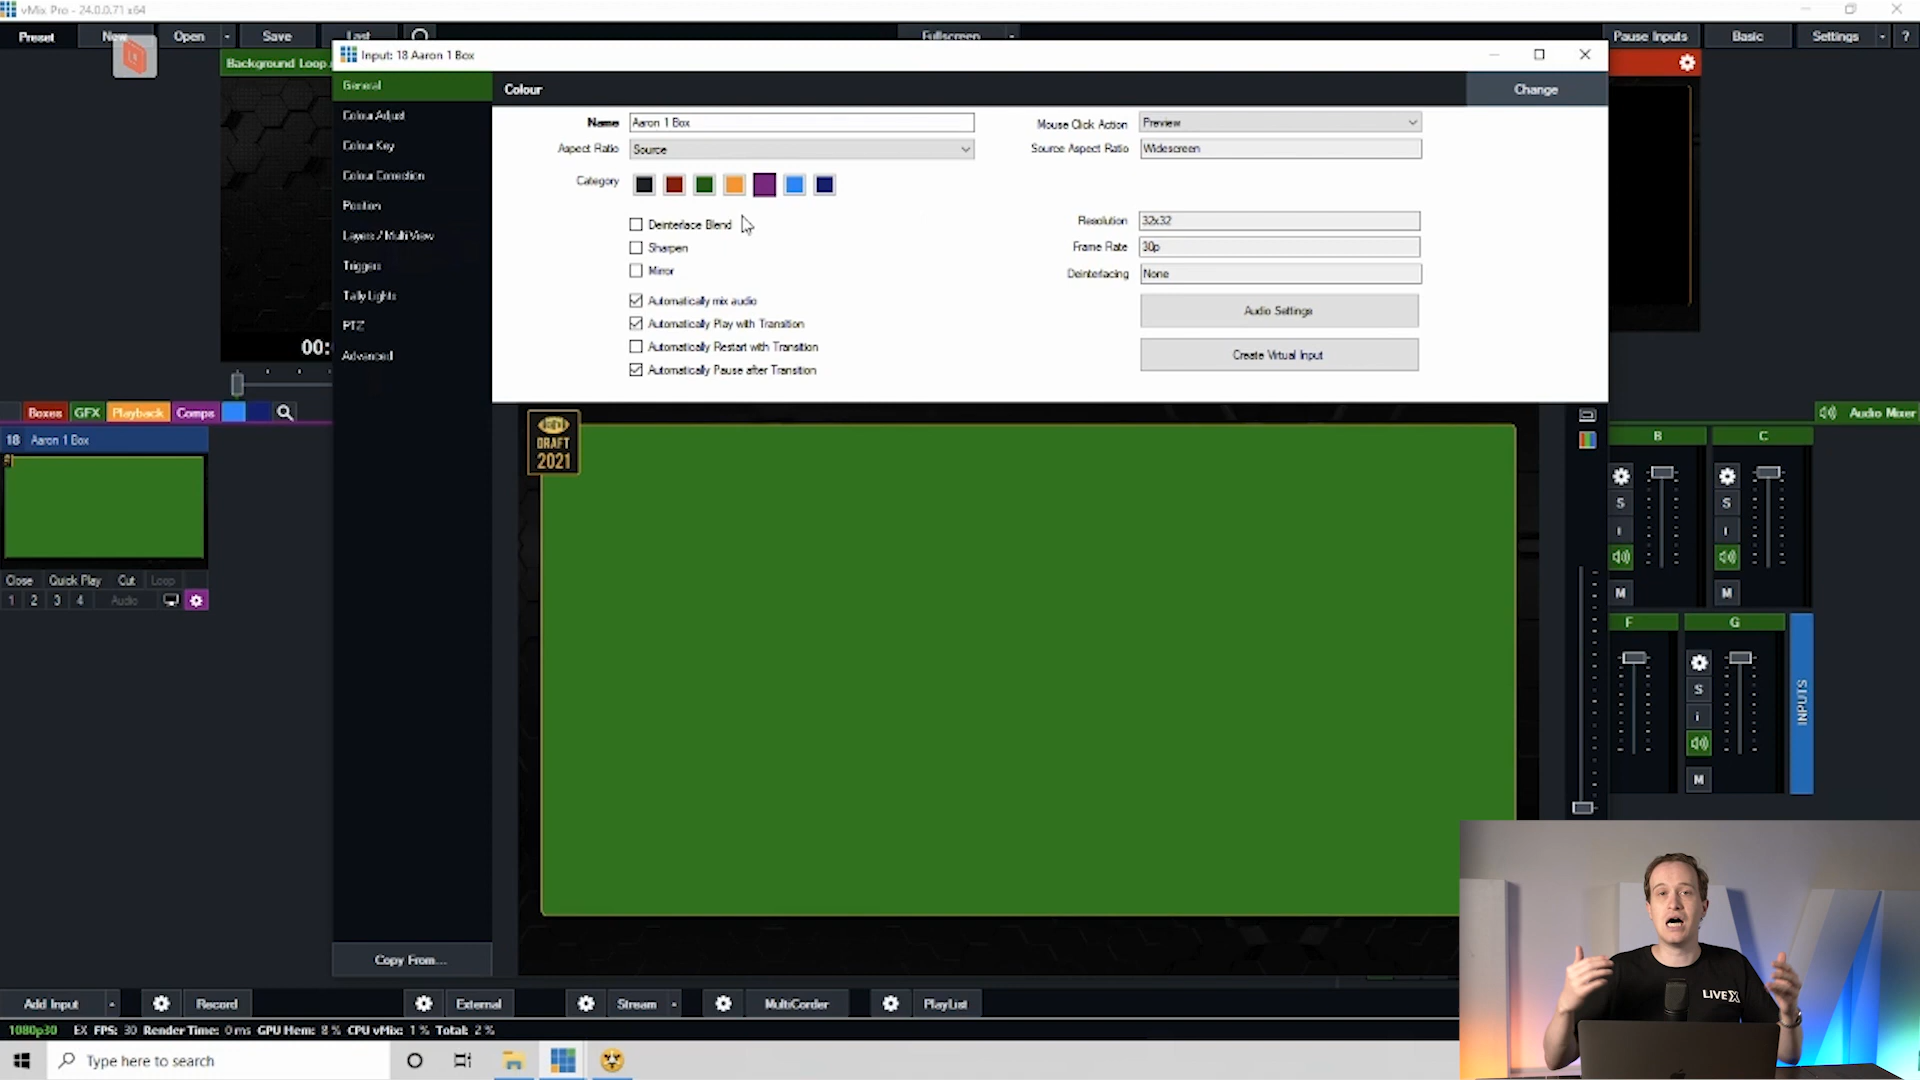 vMix Pro - 24.0.0.71 x64
Preset
New
Open
Save
Last
Fullscreen
Pause Inputs
Basic
Settings
?
Background Loop.
Input: 18 Aaron 1 Box
General
Colour Adjust
Colour Key
Colour Correction
Position
Layers / MultiView
Triggers
Tally Lights
PTZ
Advanced
Copy From...
Colour
Change
Name
Aaron 1 Box
Mouse Click Action
Preview
Aspect Ratio
Source
Source Aspect Ratio
Widescreen
Category
Deinterlace Blend
Sharpen
Mirror
Automatically mix audio
Automatically Play with Transition
Automatically Restart with Transition
Automatically Pause after Transition
Resolution
32x32
Frame Rate
30p
Deinterlacing
None
Audio Settings
Create Virtual Input
00:
Boxes
GFX
Playback
Comps
18 Aaron 1 Box
Close
Quick Play
Cut
Loop
1 2 3 4
Audio
DRAFT
2021
Audio Mixer
B
C
S
S
I
I
M
M
F
G
S
i
M
INPUTS
LIVEX
Add Input
Record
External
Stream
MultiCorder
PlayList
1080p30 EX FPS: 30 Render Time: 0 ms GPU Mem: 8 % CPU vMix: 1 % Total: 2 %
Type here to search